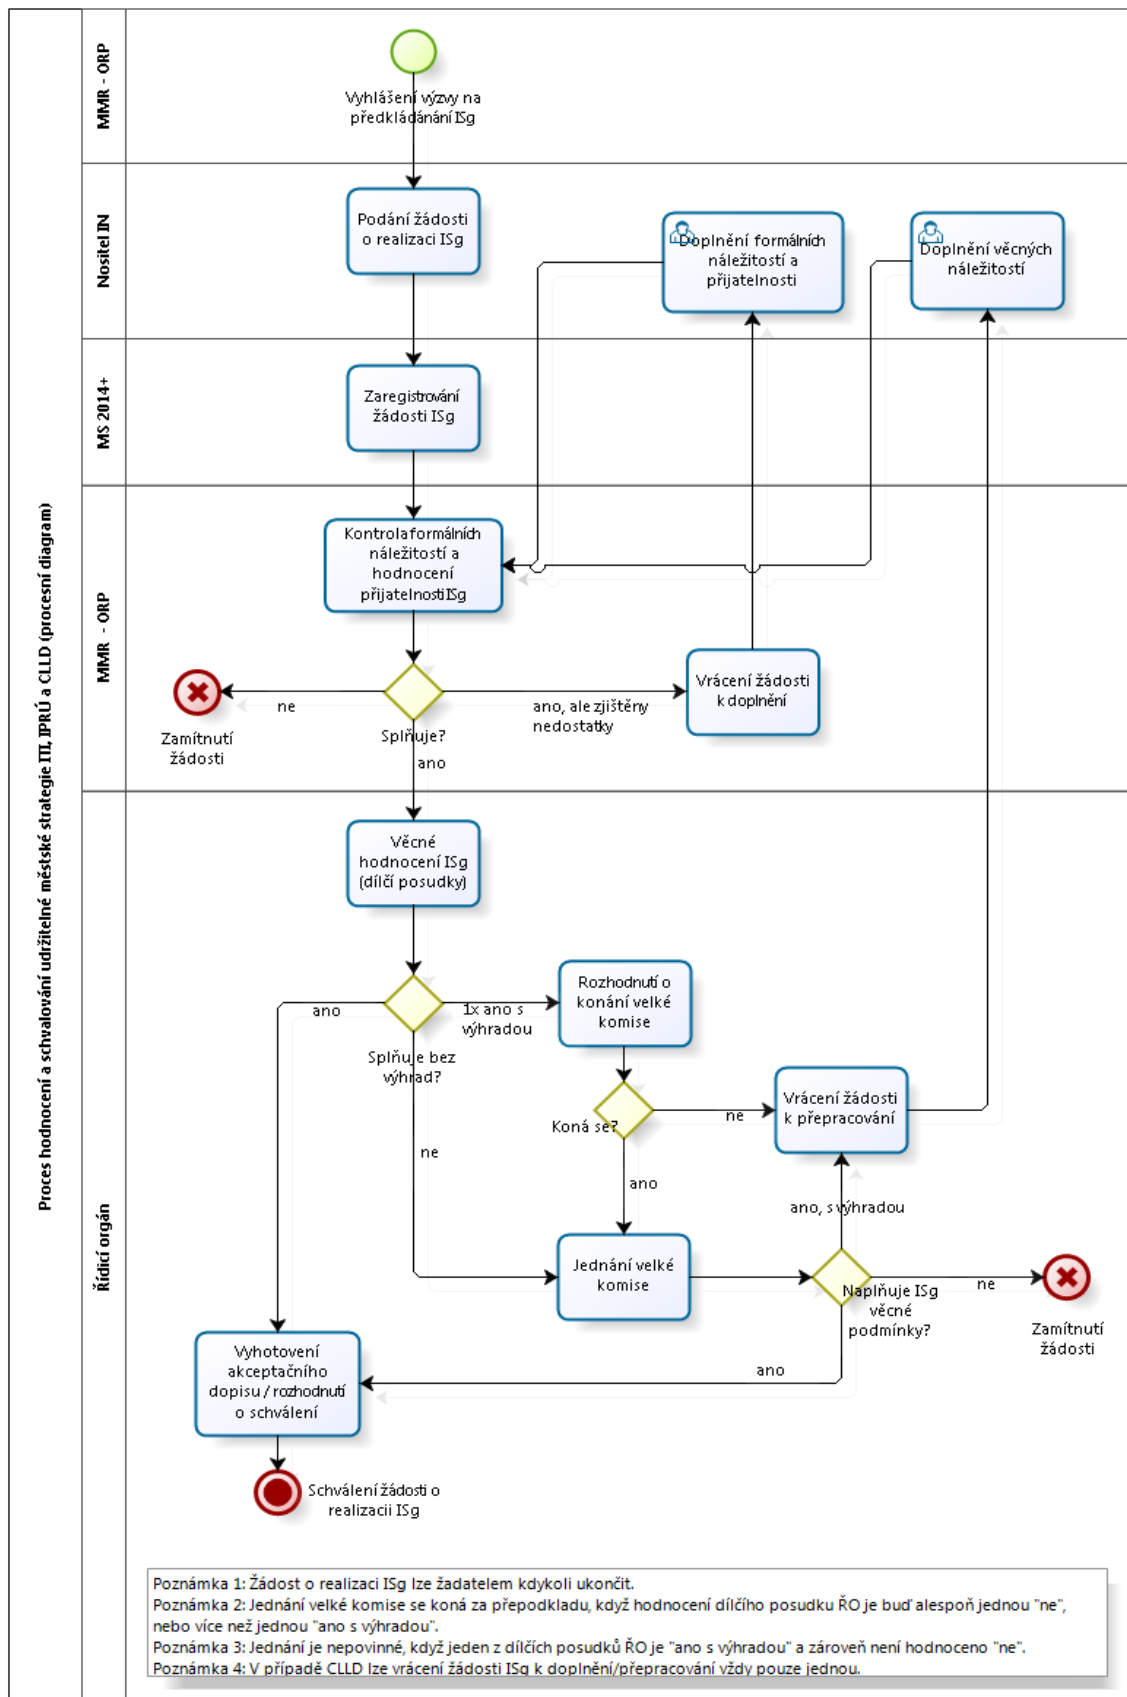 Proces hodnocení a schvalování udržitelné městské strategie ITI, IPRÚ a CLLD (procesní diagram)
MMR - ORP
Vyhlášení výzvy na
předkládánání ISg
Nositel IN
Podání žádosti
o realizaci ISg
Doplnění formálních
náležitostí a
přijatelnosti
Doplnění věcných
náležitostí
MS 2014+
Zaregistrování
žádosti ISg
MMR - ORP
Kontrola formálních
náležitostí a
hodnocení
přijatelnosti ISg
Splňuje?
ne
Zamítnutí
žádosti
ano, ale zjištěny
nedostatky
Vrácení žádosti
k doplnění
ano
Řídicí orgán
Věcné
hodnocení ISg
(dílčí posudky)
Splňuje bez
výhrad?
ano
1x ano s
výhradou
ne
Rozhodnutí o
konání velké
komise
Koná se?
ne
ano
Vrácení žádosti
k přepracování
ano, s výhradou
Jednání velké
komise
Naplňuje ISg
věcné
podmínky?
ne
Zamítnutí
žádosti
ano
Vyhotovení
akceptačního
dopisu / rozhodnutí
o schválení
Schválení žádosti o
realizacii ISg
Poznámka 1: Žádost o realizaci ISg lze žadatelem kdykoli ukončit.
Poznámka 2: Jednání velké komise se koná za přepodkladu, když hodnocení dílčího posudku ŘO je buď alespoň jednou "ne",
nebo více než jednou "ano s výhradou".
Poznámka 3: Jednání je nepovinné, když jeden z dílčích posudků ŘO je "ano s výhradou" a zároveň není hodnoceno "ne".
Poznámka 4: V případě CLLD lze vrácení žádosti ISg k doplnění/přepracování vždy pouze jednou.